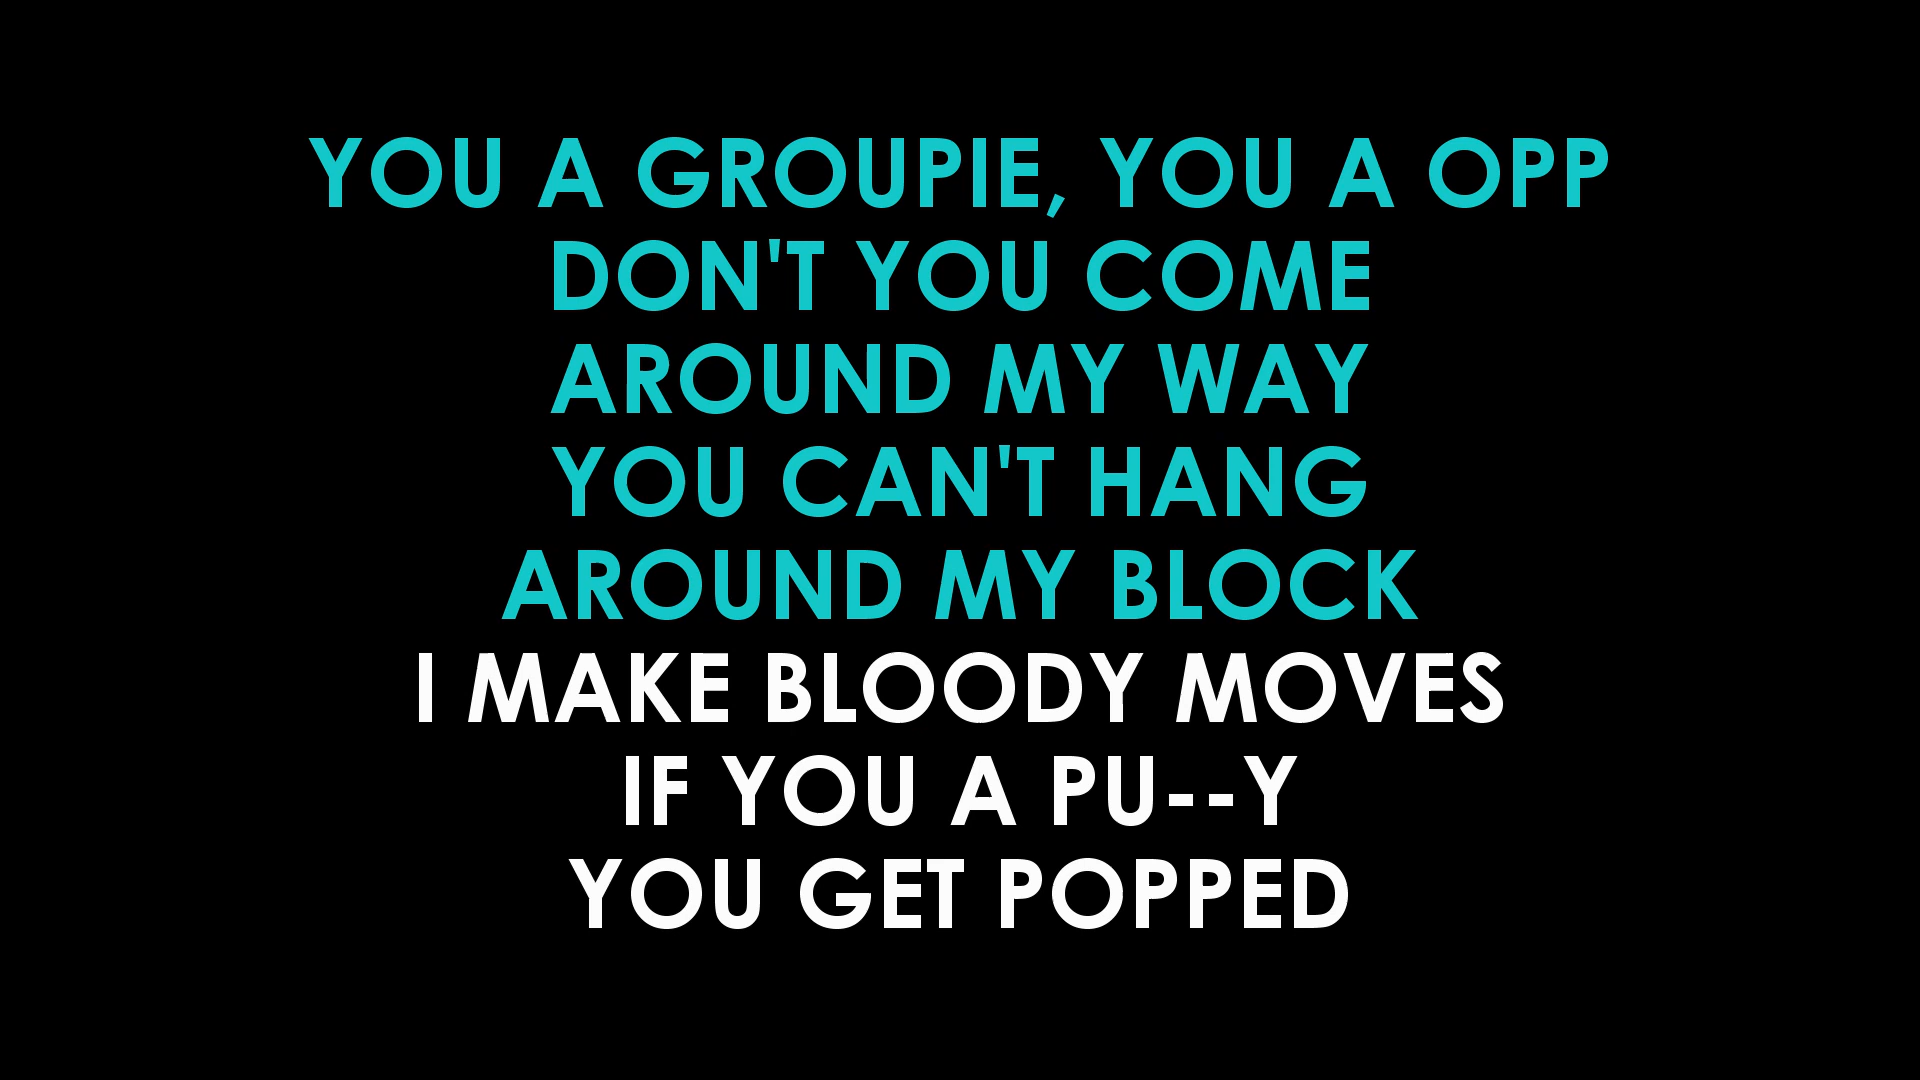 YOU A GROUPIE, YOU A OPP
DON'T YOU COME
AROUND MY WAY
YOU CAN'T HANG
AROUND MY BLOCK
I MAKE BLOODY MOVES
IF YOU A PU--Y
YOU GET POPPED